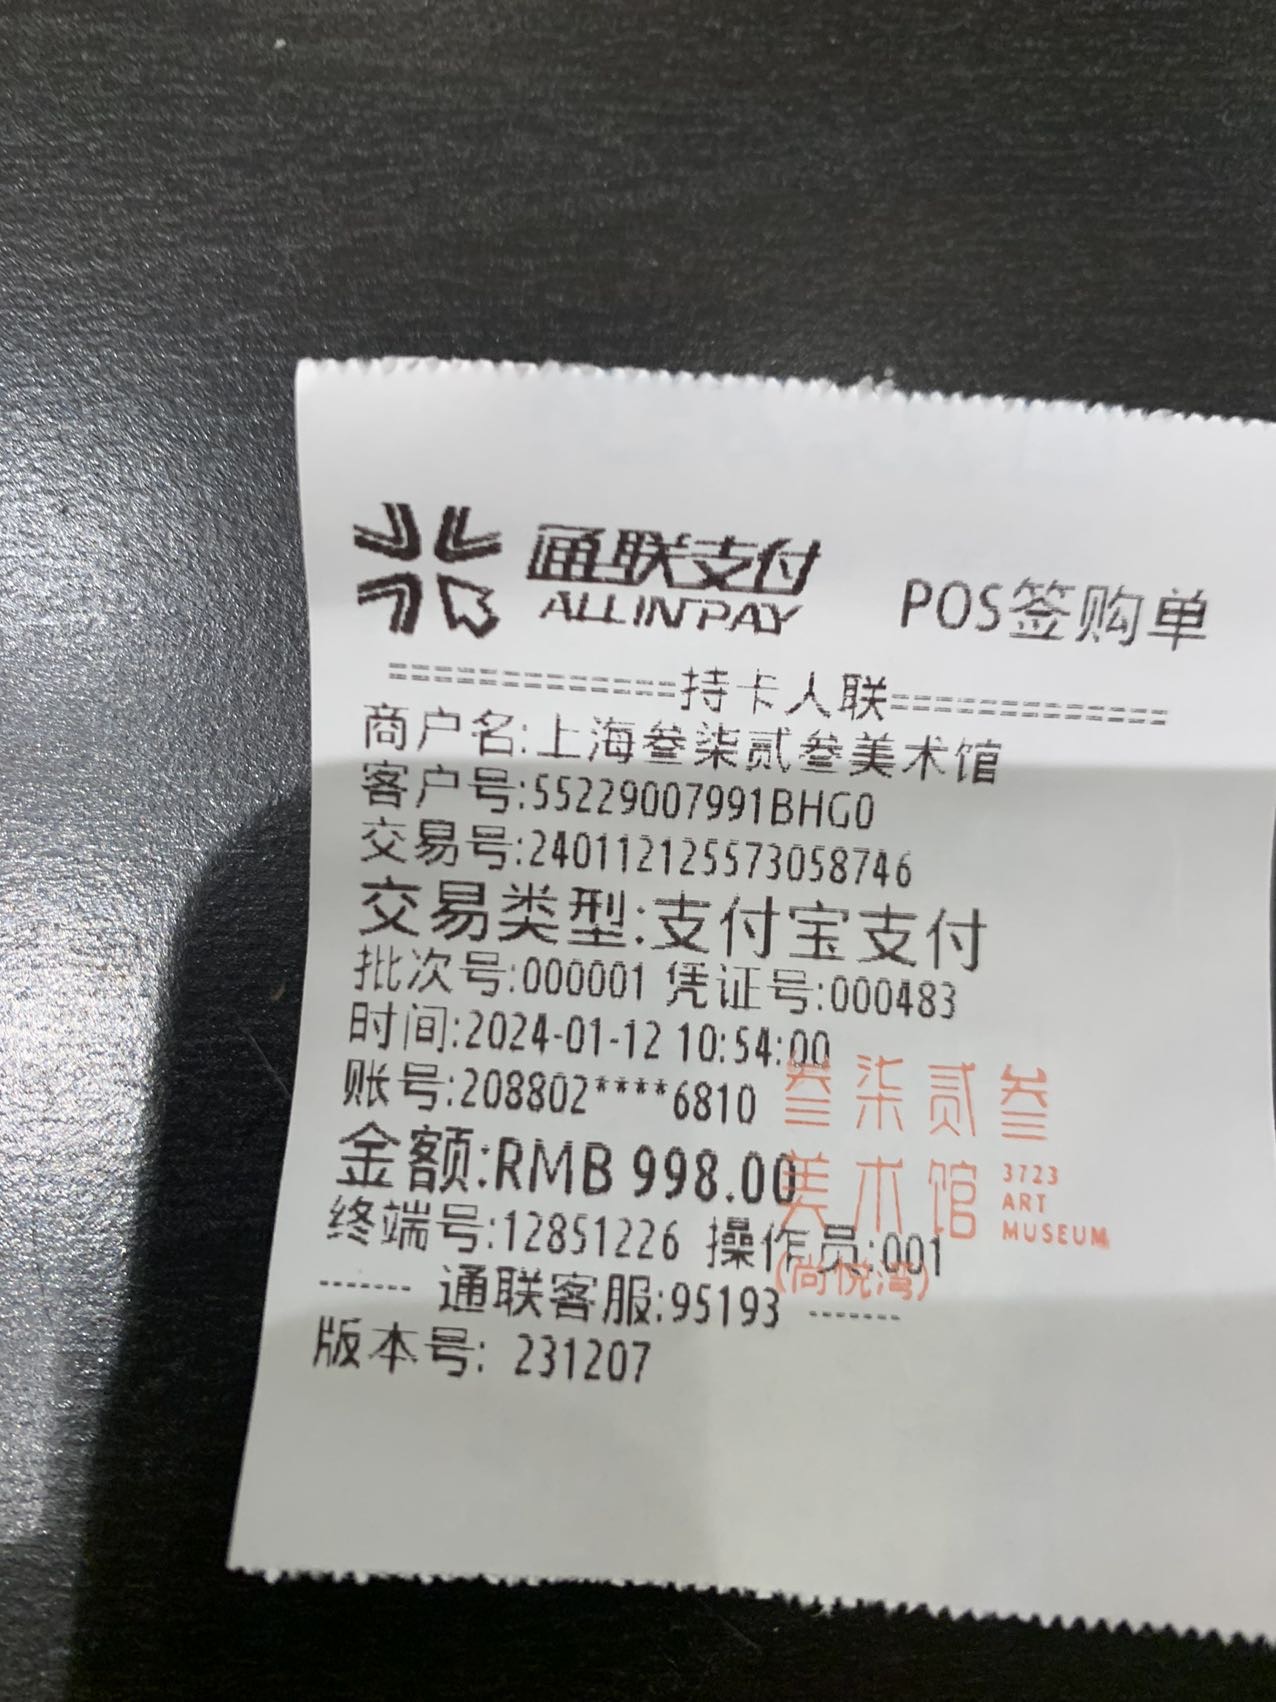 通联支付
ALLINPAY
POS签购单
=============持卡人联=============
商户名:上海叁柒贰叁美术馆
客户号:55229007991BHG0
交易号:240112125573058746
交易类型:支付宝支付
批次号:000001 凭证号:000483
时间:2024-01-12 10:54:00
账号:208802****6810
金额:RMB 998.00
终端号:12851226 操作员:001
------- 通联客服:95193 -------
版本号: 231207
叁柒贰叁
美术馆
3723
ART
MUSEUM
(尚悦湾)